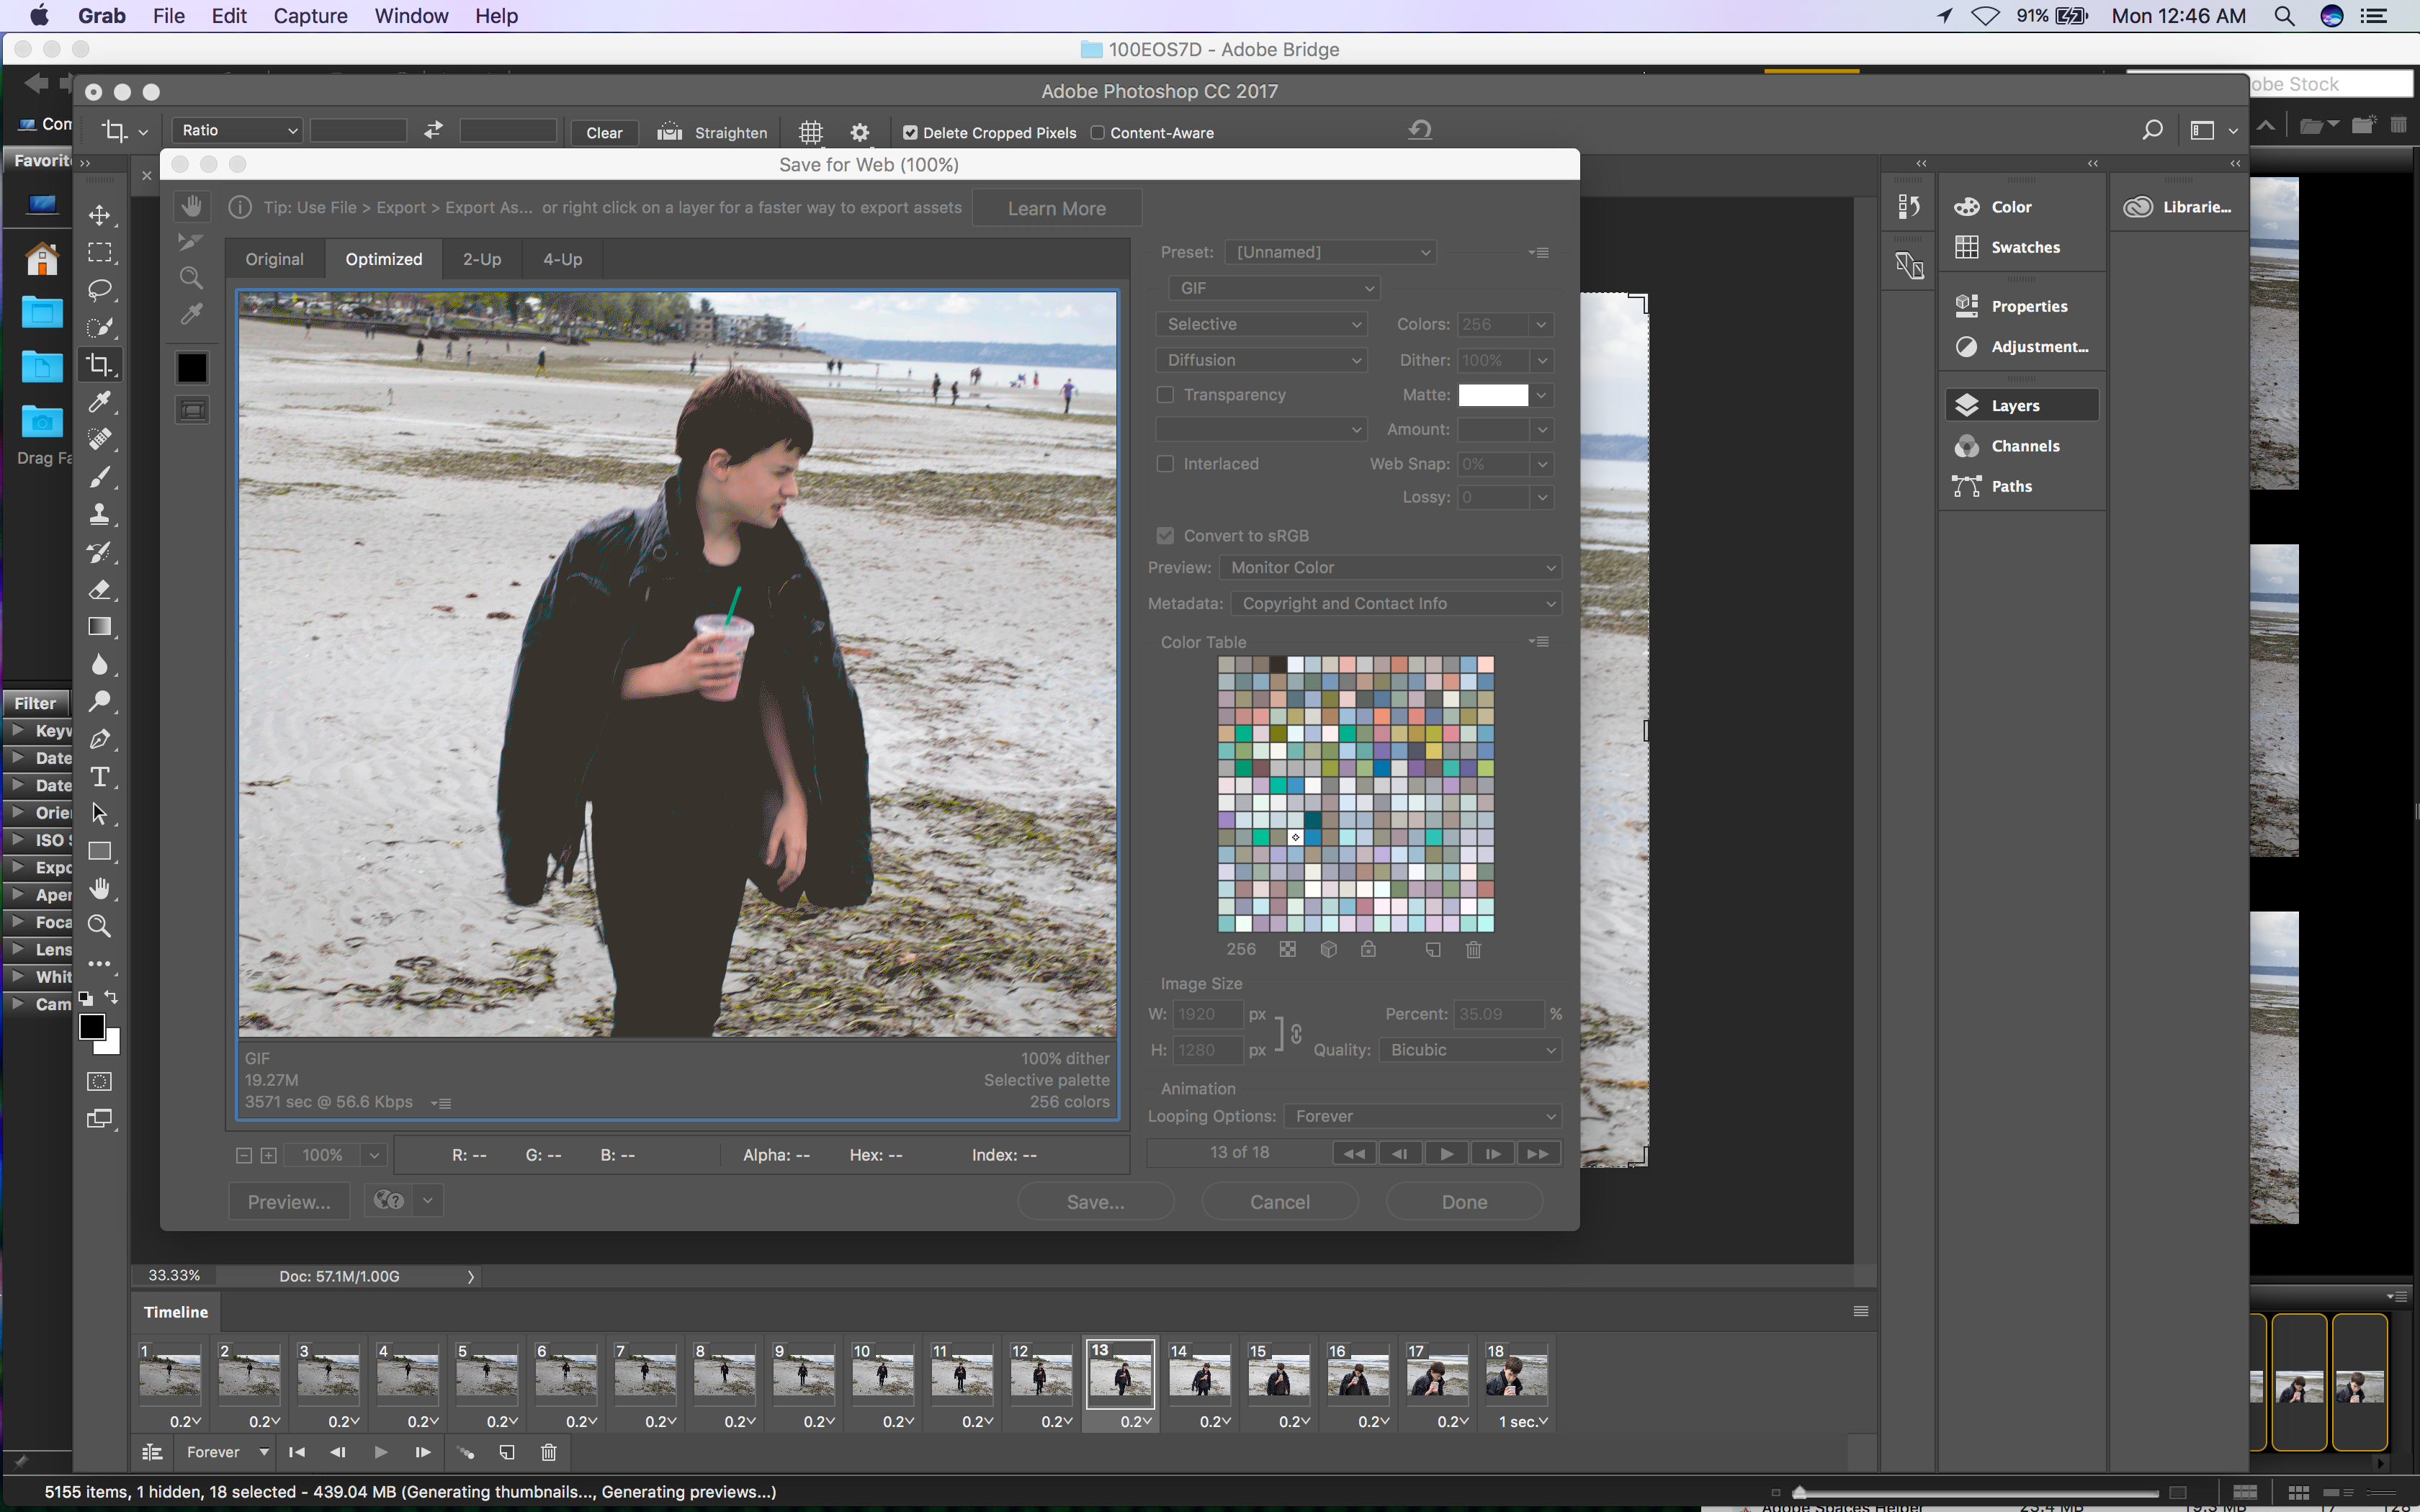 Grab File Edit Capture Window Help 91% Mon 12:46 AM
100EOS7D - Adobe Bridge
Adobe Photoshop CC 2017
obe Stock
Ratio Clear Straighten Delete Cropped Pixels Content-Aware
Save for Web (100%)
Tip: Use File > Export > Export As... or right click on a layer for a faster way to export assets Learn More
Original Optimized 2-Up 4-Up
Preset: [Unnamed]
GIF
Selective Colors: 256
Diffusion Dither: 100%
Transparency Matte:
Amount:
Interlaced Web Snap: 0%
Lossy: 0
Convert to sRGB
Preview: Monitor Color
Metadata: Copyright and Contact Info
Color Table
256
Image Size
W: 1920 px Percent: 35.09 %
H: 1280 px Quality: Bicubic
Animation
Looping Options: Forever
13 of 18
GIF 100% dither
19.27M Selective palette
3571 sec @ 56.6 Kbps 256 colors
100% R: -- G: -- B: -- Alpha: -- Hex: -- Index: --
Preview... Save... Cancel Done
Color
Swatches
Properties
Adjustment...
Layers
Channels
Paths
Librarie...
Com
Favorit
Drag Fa
Filter
Keyw
Date
Date
Orie
ISO S
Expo
Aper
Foca
Lens
Whit
Cam
33.33% Doc: 57.1M/1.00G
Timeline
1 2 3 4 5 6 7 8 9 10 11 12 13 14 15 16 17 18
0.2 0.2 0.2 0.2 0.2 0.2 0.2 0.2 0.2 0.2 0.2 0.2 0.2 0.2 0.2 0.2 0.2 1 sec.
Forever
5155 items, 1 hidden, 18 selected - 439.04 MB (Generating thumbnails..., Generating previews...)
Adobe Spaces Helper 23.4 MB 19.3 MB 17 128